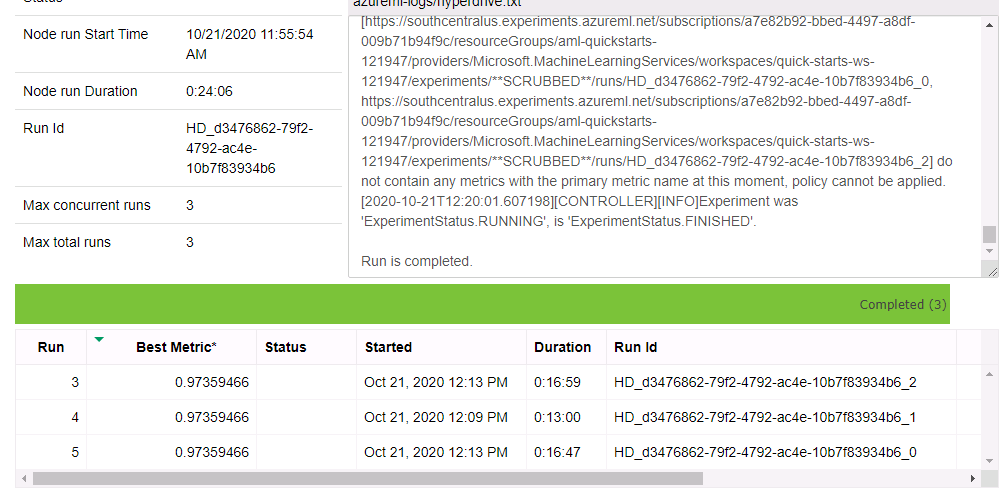 azureml-logs/hyperdrive.txt
[https://southcentralus.experiments.azureml.net/subscriptions/a7e82b92-bbed-4497-a8df-
009b71b94f9c/resourceGroups/aml-quickstarts-
121947/providers/Microsoft.MachineLearningServices/workspaces/quick-starts-ws-
121947/experiments/**SCRUBBED**/runs/HD_d3476862-79f2-4792-ac4e-10b7f83934b6_0,
https://southcentralus.experiments.azureml.net/subscriptions/a7e82b92-bbed-4497-a8df-
009b71b94f9c/resourceGroups/aml-quickstarts-
121947/providers/Microsoft.MachineLearningServices/workspaces/quick-starts-ws-
121947/experiments/**SCRUBBED**/runs/HD_d3476862-79f2-4792-ac4e-10b7f83934b6_2] do
not contain any metrics with the primary metric name at this moment, policy cannot be applied.
[2020-10-21T12:20:01.607198][CONTROLLER][INFO]Experiment was
'ExperimentStatus.RUNNING', is 'ExperimentStatus.FINISHED'.
Run is completed.
Node run Start Time 10/21/2020 11:55:54
AM
Node run Duration 0:24:06
Run Id HD_d3476862-79f2-
4792-ac4e-
10b7f83934b6
Max concurrent runs 3
Max total runs 3
Completed (3)
Run Best Metric* Status Started Duration Run Id
3 0.97359466 Oct 21, 2020 12:13 PM 0:16:59 HD_d3476862-79f2-4792-ac4e-10b7f83934b6_2
4 0.97359466 Oct 21, 2020 12:09 PM 0:13:00 HD_d3476862-79f2-4792-ac4e-10b7f83934b6_1
5 0.97359466 Oct 21, 2020 12:13 PM 0:16:47 HD_d3476862-79f2-4792-ac4e-10b7f83934b6_0